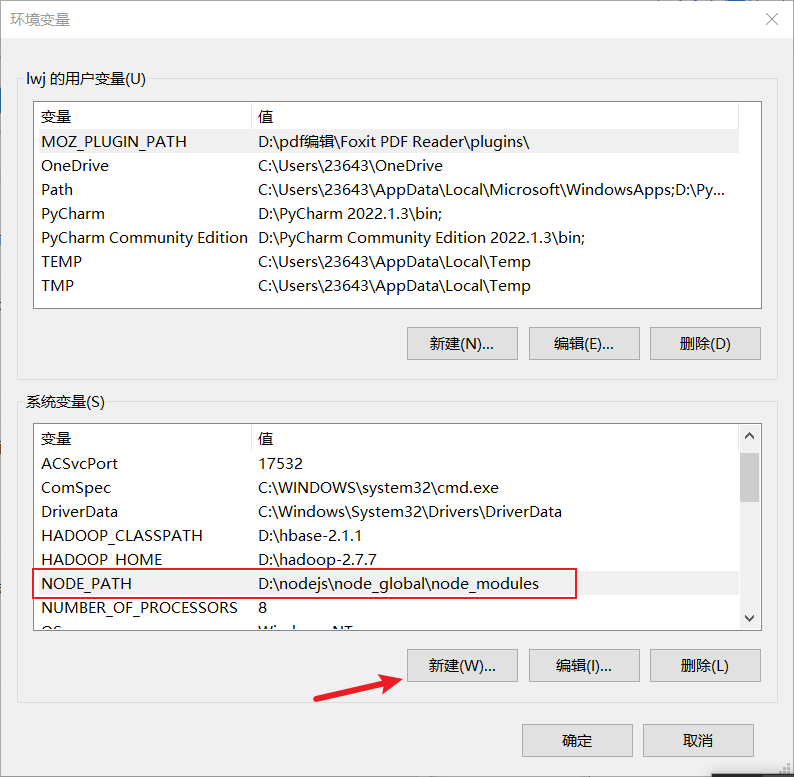 环境变量
lwj 的用户变量(U)
变量 值
MOZ_PLUGIN_PATH D:\pdf编辑\Foxit PDF Reader\plugins\
OneDrive C:\Users\23643\OneDrive
Path C:\Users\23643\AppData\Local\Microsoft\WindowsApps;D:\Py...
PyCharm D:\PyCharm 2022.1.3\bin;
PyCharm Community Edition D:\PyCharm Community Edition 2022.1.3\bin;
TEMP C:\Users\23643\AppData\Local\Temp
TMP C:\Users\23643\AppData\Local\Temp
新建(N)... 编辑(E)... 删除(D)
系统变量(S)
变量 值
ACSvcPort 17532
ComSpec C:\WINDOWS\system32\cmd.exe
DriverData C:\Windows\System32\Drivers\DriverData
HADOOP_CLASSPATH D:\hbase-2.1.1
HADOOP_HOME D:\hadoop-2.7.7
NODE_PATH D:\nodejs\node_global\node_modules
NUMBER_OF_PROCESSORS 8
OS Windows_NT
新建(W)... 编辑(I)... 删除(L)
确定 取消